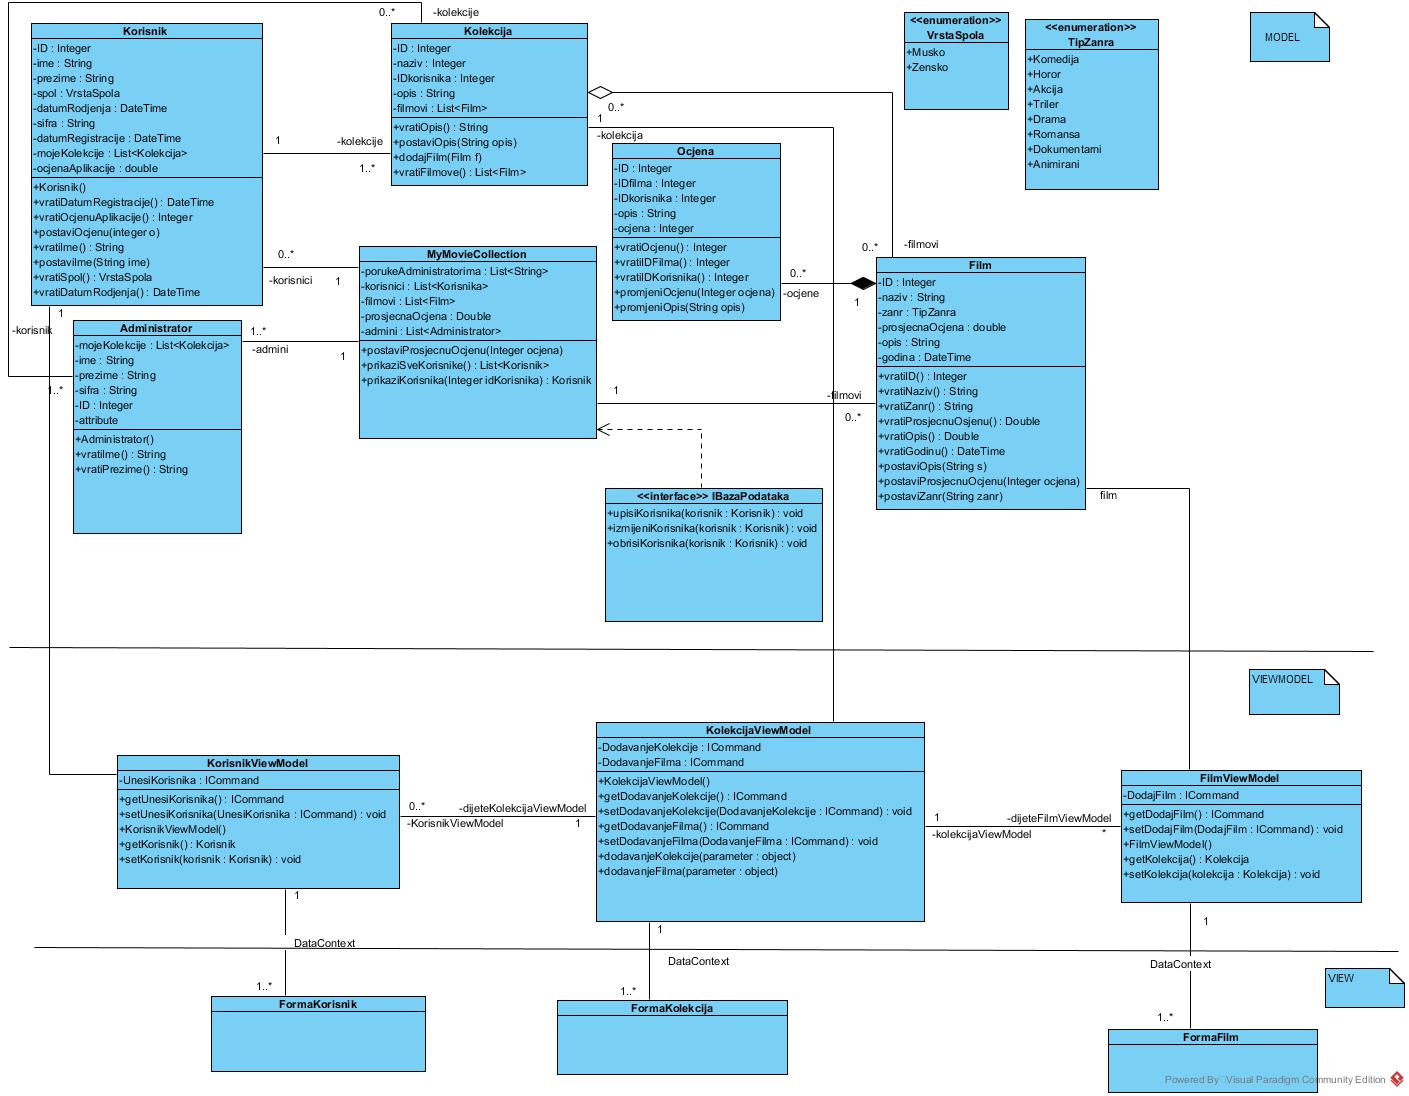 0..*
-kolekcije
Korisnik
-ID : Integer
-ime : String
-prezime : String
-spol : VrstaSpola
-datumRodjenja : DateTime
-sifra : String
-datumRegistracije : DateTime
-mojeKolekcije : List<Kolekcija>
-ocjenaAplikacije : double
+Korisnik()
+vratiDatumRegistracije() : DateTime
+vratiOcjenuAplikacije() : Integer
+postaviOcjenu(integer o)
+vratiIme() : String
+postaviIme(String ime)
+vratiSpol() : VrstaSpola
+vratiDatumRodjenja() : DateTime
1
-kolekcije
1..*
Kolekcija
-ID : Integer
-naziv : Integer
-IDkorisnika : Integer
-opis : String
-filmovi : List<Film>
+vratiOpis() : String
+postaviOpis(String opis)
+dodajFilm(Film f)
+vratiFilmove() : List<Film>
0..*
1
-kolekcija
<<enumeration>>
VrstaSpola
+Musko
+Zensko
<<enumeration>>
TipZanra
+Komedija
+Horor
+Akcija
+Triler
+Drama
+Romansa
+Dokumentarni
+Animirani
MODEL
Ocjena
-ID : Integer
-IDfilma : Integer
-IDkorisnika : Integer
-opis : String
-ocjena : Integer
+vratiOcjenu() : Integer
+vratiIDFilma() : Integer
+vratiIDKorisnika() : Integer
+promjeniOcjenu(Integer ocjena)
+promjeniOpis(String opis)
0..*
-ocjene
1
0..*
-filmovi
Film
-ID : Integer
-naziv : String
-zanr : TipZanra
-prosjecnaOcjena : double
-opis : String
-godina : DateTime
+vratiID() : Integer
+vratiNaziv() : String
+vratiZanr() : String
+vratiProsjecnuOsjenu() : Double
+vratiOpis() : Double
+vratiGodinu() : DateTime
+postaviOpis(String s)
+postaviProsjecnuOcjenu(Integer ocjena)
+postaviZanr(String zanr)
0..*
-korisnici
1
MyMovieCollection
-porukeAdministratorima : List<String>
-korisnici : List<Korisnika>
-filmovi : List<Film>
-prosjecnaOcjena : Double
-admini : List<Administrator>
+postaviProsjecnuOcjenu(Integer ocjena)
+prikaziSveKorisnike() : List<Korisnik>
+prikaziKorisnika(Integer idKorisnika) : Korisnik
1
-korisnik
1..*
Administrator
-mojeKolekcije : List<Kolekcija>
-ime : String
-prezime : String
-sifra : String
-ID : Integer
-attribute
+Administrator()
+vratiIme() : String
+vratiPrezime() : String
1..*
-admini
1
1
-filmovi
0..*
<<interface>> IBazaPodataka
+upisiKorisnika(korisnik : Korisnik) : void
+izmijeniKorisnika(korisnik : Korisnik) : void
+obrisiKorisnika(korisnik : Korisnik) : void
film
VIEWMODEL
KorisnikViewModel
-UnesiKorisnika : ICommand
+getUnesiKorisnika() : ICommand
+setUnesiKorisnika(UnesiKorisnika : ICommand) : void
+KorisnikViewModel()
+getKorisnik() : Korisnik
+setKorisnik(korisnik : Korisnik) : void
0..*
-dijeteKolekcijaViewModel
-KorisnikViewModel
1
KolekcijaViewModel
-DodavanjeKolekcije : ICommand
-DodavanjeFilma : ICommand
+KolekcijaViewModel()
+getDodavanjeKolekcije() : ICommand
+setDodavanjeKolekcije(DodavanjeKolekcije : ICommand) : void
+getDodavanjeFilma() : ICommand
+setDodavanjeFilma(DodavanjeFilma : ICommand) : void
+dodavanjeKolekcije(parameter : object)
+dodavanjeFilma(parameter : object)
1
-dijeteFilmViewModel
-kolekcijaViewModel
*
FilmViewModel
-DodajFilm : ICommand
+getDodajFilm() : ICommand
+setDodajFilm(DodajFilm : ICommand) : void
+FilmViewModel()
+getKolekcija() : Kolekcija
+setKolekcija(kolekcija : Kolekcija) : void
1
DataContext
1..*
1
DataContext
1..*
1
DataContext
1..*
VIEW
FormaKorisnik
FormaKolekcija
FormaFilm
Powered By Visual Paradigm Community Edition